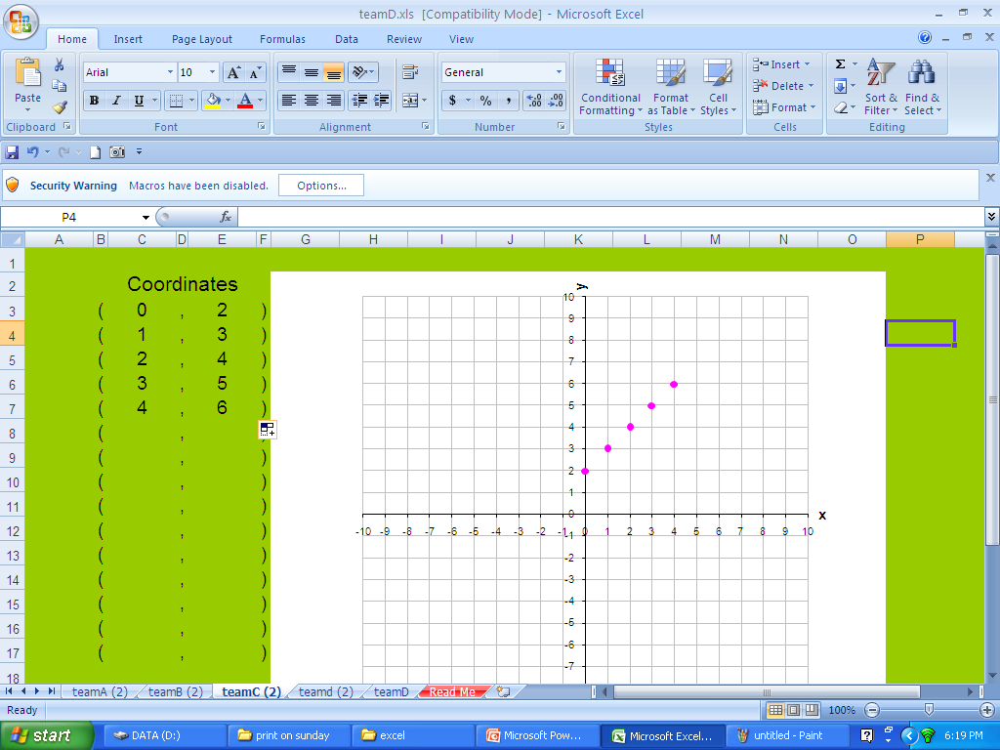 teamD.xls [Compatibility Mode] - Microsoft Excel
Home Insert Page Layout Formulas Data Review View
Paste Arial 10 General Conditional Formatting Format as Table Cell Styles Insert Delete Format Sort & Filter Find & Select
B I U $ % , .00 .00
Clipboard Font Alignment Number Styles Cells Editing
Security Warning Macros have been disabled. Options...
P4 fx
A B C D E F G H I J K L M N O P
1
2 Coordinates
3 ( 0 , 2 )
4 ( 1 , 3 )
5 ( 2 , 4 )
6 ( 3 , 5 )
7 ( 4 , 6 )
8 ( ,
9 ( , )
10 ( , )
11 ( , )
12 ( , )
13 ( , )
14 ( , )
15 ( , )
16 ( , )
17 ( , )
18
y
10
9
8
7
6
5
4
3
2
1
0 x
-10 -9 -8 -7 -6 -5 -4 -3 -2 -1 0 1 2 3 4 5 6 7 8 9 10
-1
-2
-3
-4
-5
-6
-7
teamA (2) teamB (2) teamC (2) teamd (2) teamD Read Me
Ready 100%
start DATA (D:) print on sunday excel Microsoft Pow... Microsoft Excel... untitled - Paint 6:19 PM